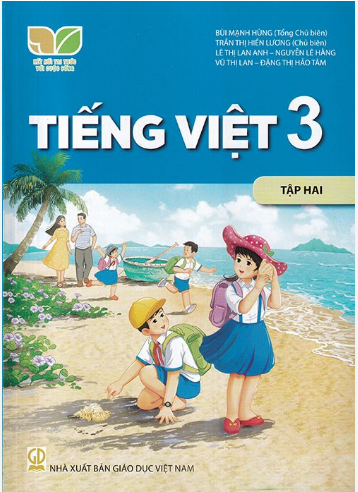 BÙI MẠNH HÙNG (Tổng Chủ biên)
TRẦN THỊ HIỀN LƯƠNG (Chủ biên)
LÊ THỊ LAN ANH – NGUYỄN LÊ HẰNG
VŨ THỊ LAN – ĐẶNG THỊ HẢO TÂM
KẾT NỐI TRI THỨC
VỚI CUỘC SỐNG
TIẾNG VIỆT 3
TẬP HAI
NHÀ XUẤT BẢN GIÁO DỤC VIỆT NAM